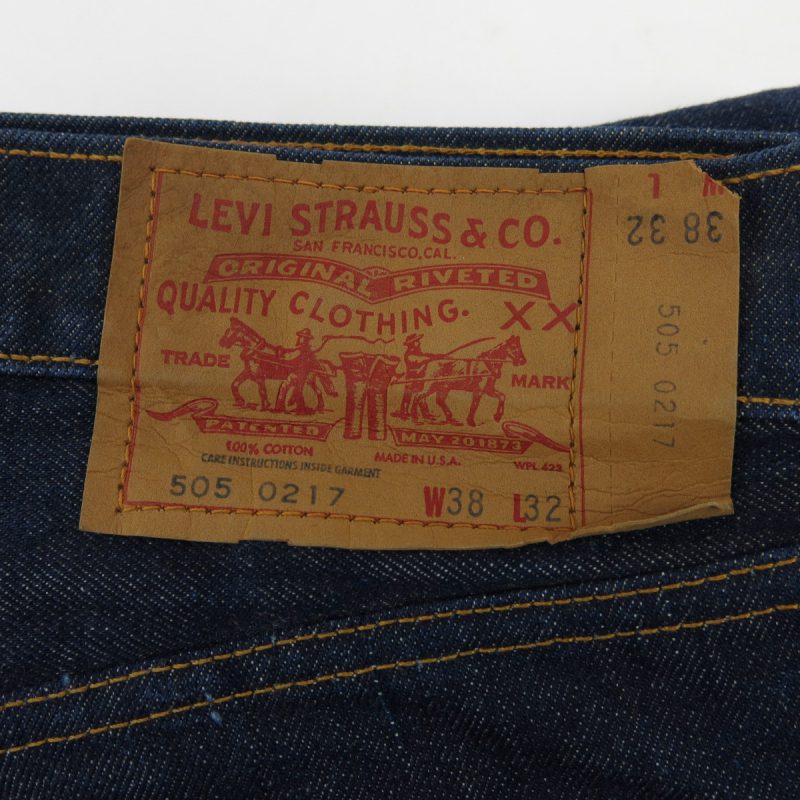 LEVI STRAUSS & CO.
SAN FRANCISCO, CAL.
ORIGINAL RIVETED
QUALITY CLOTHING. XX
TRADE MARK
PATENTED MAY 20 1873
100% COTTON MADE IN U.S.A. WPL 423
CARE INSTRUCTIONS INSIDE GARMENT
505 0217 W38 L32
W L
38 32
505 0217